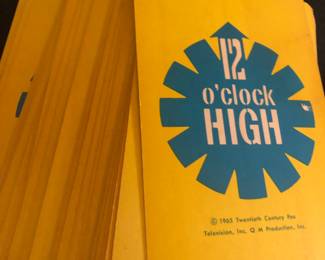 12
o'clock
HIGH
© 1965 Twentieth Century Fox
Television, Inc, Q M Production, Inc.